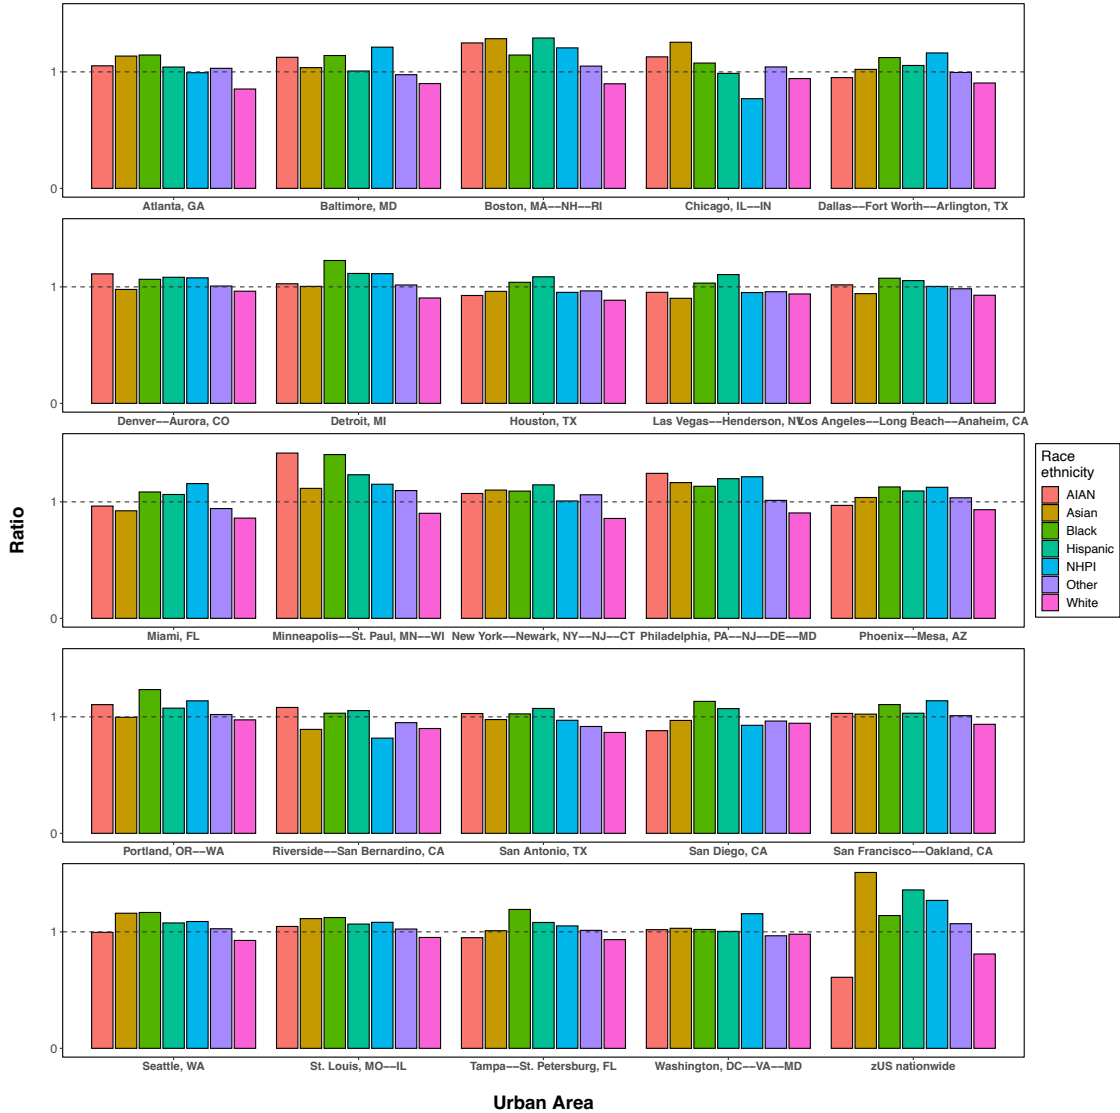 1
0
Atlanta, GA
Baltimore, MD
Boston, MA−−NH−−RI
Chicago, IL−−IN
Dallas−−Fort Worth−−Arlington, TX
1
0
Denver−−Aurora, CO
Detroit, MI
Houston, TX
Las Vegas−−Henderson, NV
Los Angeles−−Long Beach−−Anaheim, CA
Ratio
1
0
Miami, FL
Minneapolis−−St. Paul, MN−−WI
New York−−Newark, NY−−NJ−−CT
Philadelphia, PA−−NJ−−DE−−MD
Phoenix−−Mesa, AZ
Race
ethnicity
AIAN
Asian
Black
Hispanic
NHPI
Other
White
1
0
Portland, OR−−WA
Riverside−−San Bernardino, CA
San Antonio, TX
San Diego, CA
San Francisco−−Oakland, CA
1
0
Seattle, WA
St. Louis, MO−−IL
Tampa−−St. Petersburg, FL
Washington, DC−−VA−−MD
zUS nationwide
Urban Area